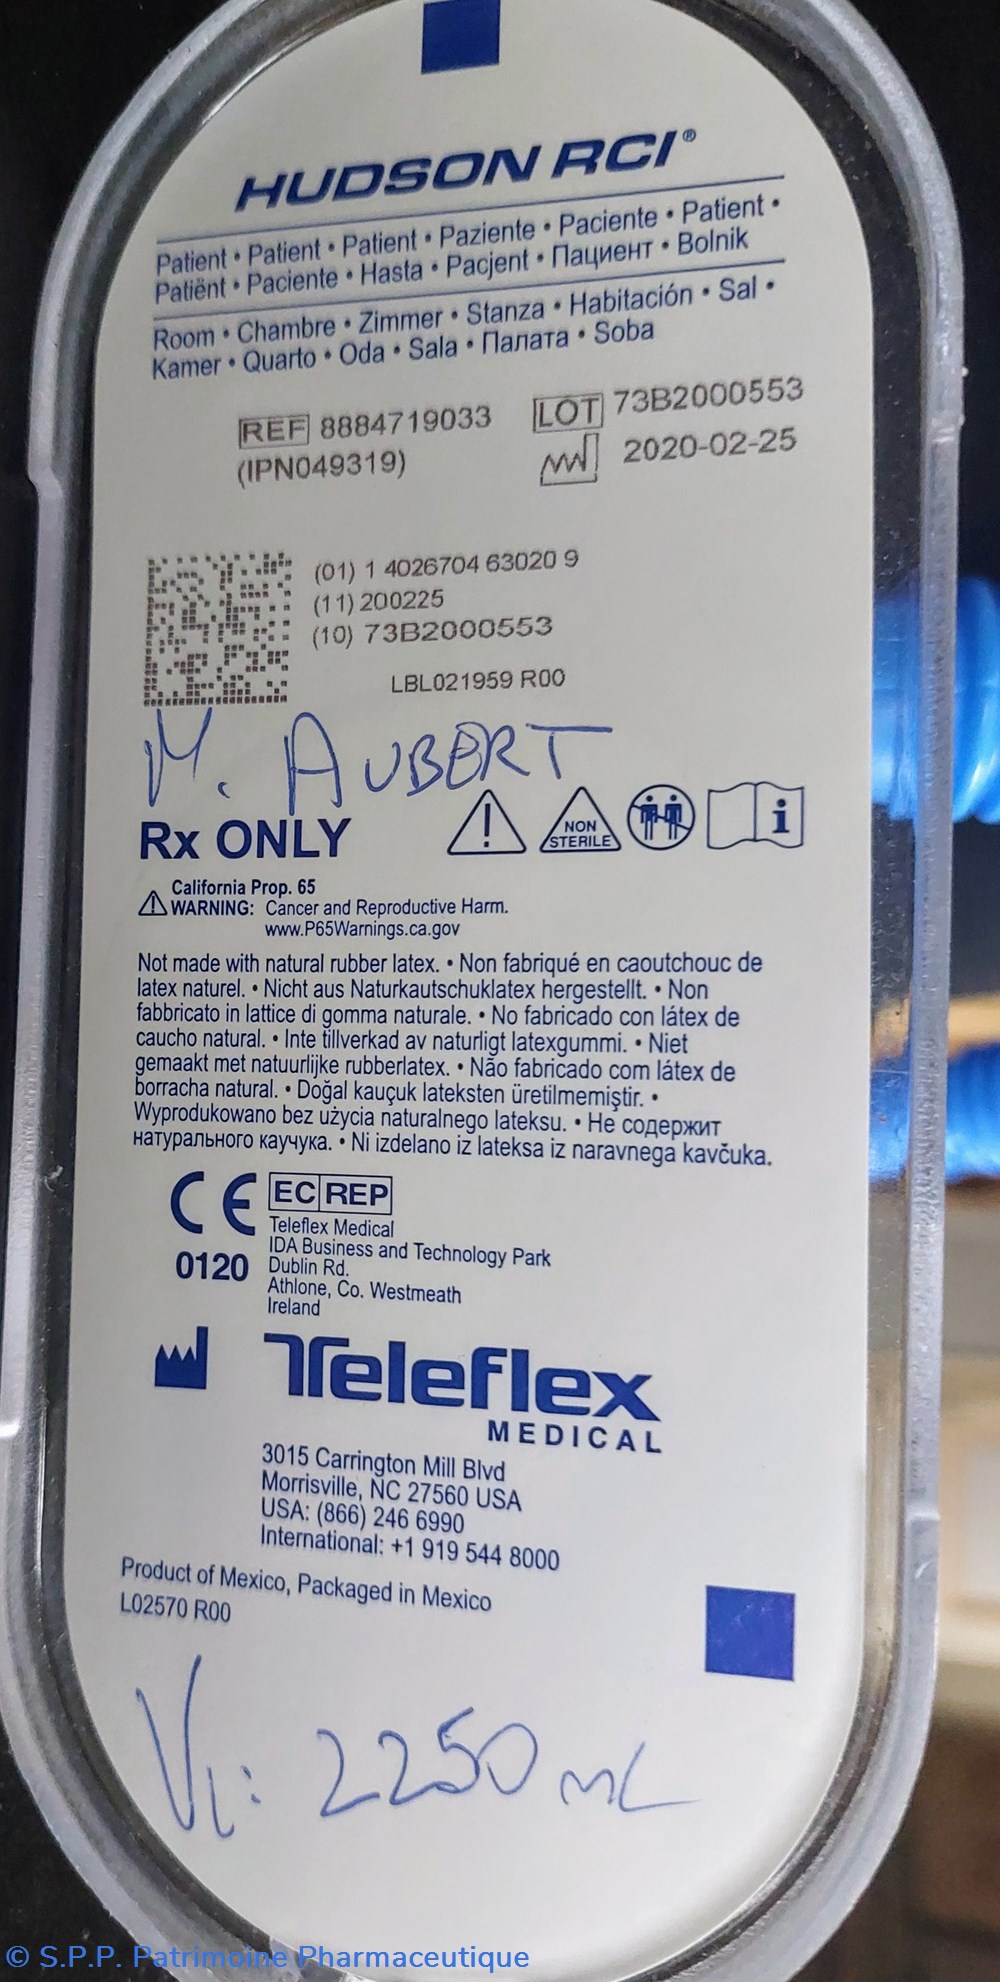 HUDSON RCI®
Patient • Patient • Patient • Paziente • Paciente • Patient •
Patiënt • Paciente • Hasta • Pacjent • Пациент • Bolnik
Room • Chambre • Zimmer • Stanza • Habitación • Sal •
Kamer • Quarto • Oda • Sala • Палата • Soba
REF 8884719033 LOT 73B2000553
(IPN049319) 2020-02-25
(01) 1 4026704 63020 9
(11) 200225
(10) 73B2000553
LBL021959 R00
M. AUBERT
Rx ONLY
NON
STERILE
i
California Prop. 65
WARNING: Cancer and Reproductive Harm.
www.P65Warnings.ca.gov
Not made with natural rubber latex. • Non fabriqué en caoutchouc de
latex naturel. • Nicht aus Naturkautschuklatex hergestellt. • Non
fabbricato in lattice di gomma naturale. • No fabricado con látex de
caucho natural. • Inte tillverkad av naturligt latexgummi. • Niet
gemaakt met natuurlijke rubberlatex. • Não fabricado com látex de
borracha natural. • Doğal kauçuk lateksten üretilmemiştir. •
Wyprodukowano bez użycia naturalnego lateksu. • Не содержит
натурального каучука. • Ni izdelano iz lateksa iz naravnega kavčuka.
CE EC REP
0120
Teleflex Medical
IDA Business and Technology Park
Dublin Rd.
Athlone, Co. Westmeath
Ireland
Teleflex
MEDICAL
3015 Carrington Mill Blvd
Morrisville, NC 27560 USA
USA: (866) 246 6990
International: +1 919 544 8000
Product of Mexico, Packaged in Mexico
L02570 R00
VL: 2250 mL
© S.P.P. Patrimoine Pharmaceutique